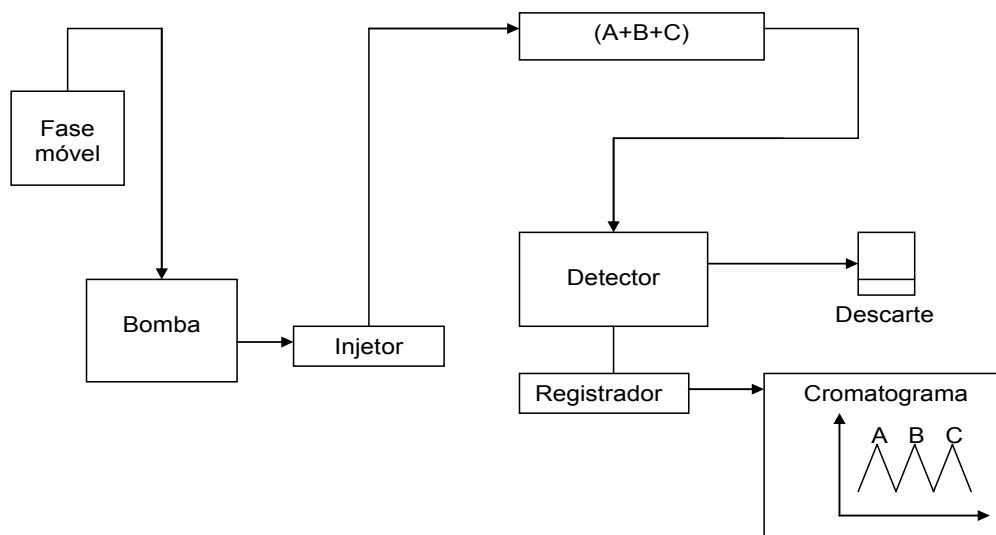 (A+B+C)
Fase
móvel
Bomba
Injetor
Detector
Descarte
Registrador
Cromatograma
A B C